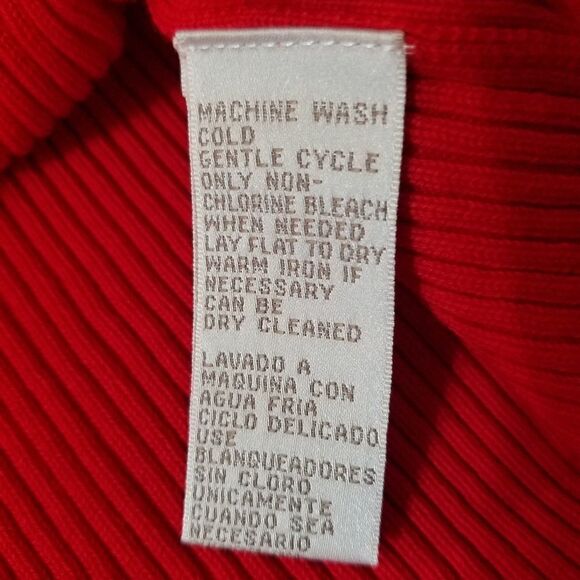 MACHINE WASH
COLD
GENTLE CYCLE
ONLY NON-
CHLORINE BLEACH
WHEN NEEDED
LAY FLAT TO DRY
WARM IRON IF
NECESSARY
CAN BE
DRY CLEANED
LAVADO A
MAQUINA CON
AGUA FRIA
CICLO DELICADO
USE
BLANQUEADORES
SIN CLORO
UNICAMENTE
CUANDO SEA
NECESARIO